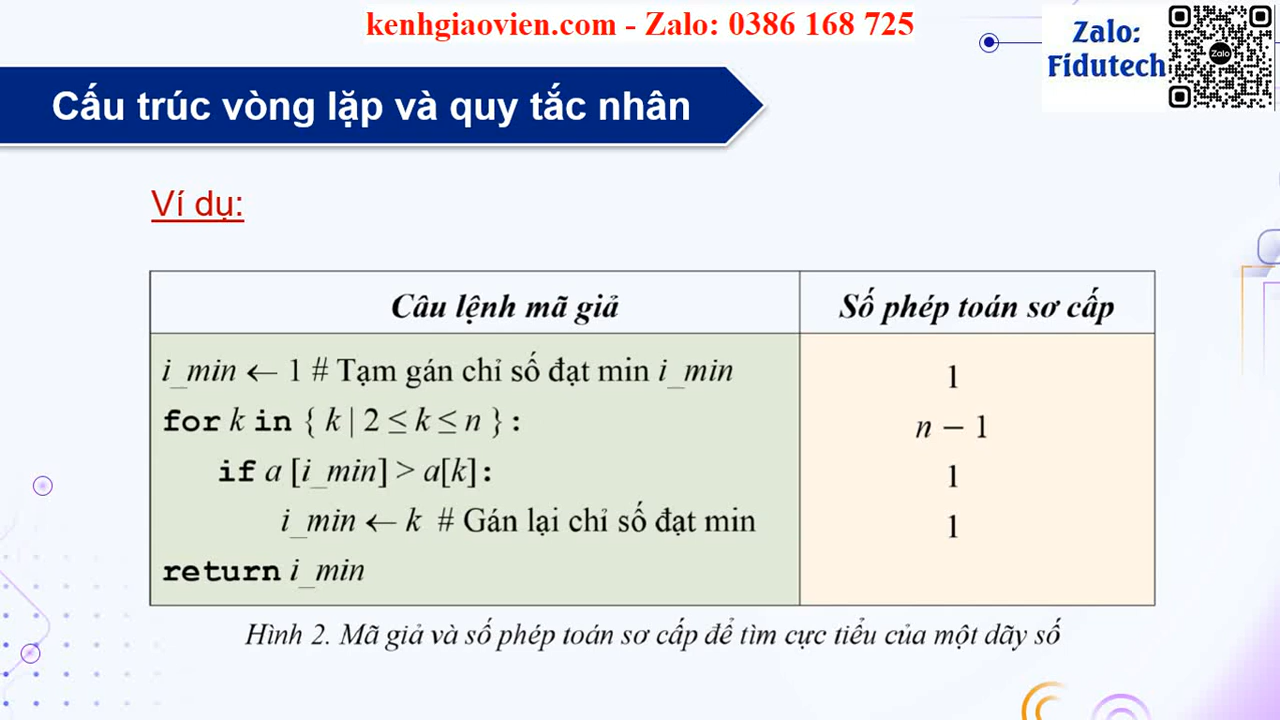 kenhgiaovien.com - Zalo: 0386 168 725
Zalo:
Fidutech
Zalo
Cấu trúc vòng lặp và quy tắc nhân
Ví dụ:
Câu lệnh mã giả
Số phép toán sơ cấp
i_min ← 1 # Tạm gán chỉ số đạt min i_min
1
for k in { k | 2 ≤ k ≤ n } :
n − 1
if a [i_min] > a[k]:
1
i_min ← k # Gán lại chỉ số đạt min
1
return i_min
Hình 2. Mã giả và số phép toán sơ cấp để tìm cực tiểu của một dãy số